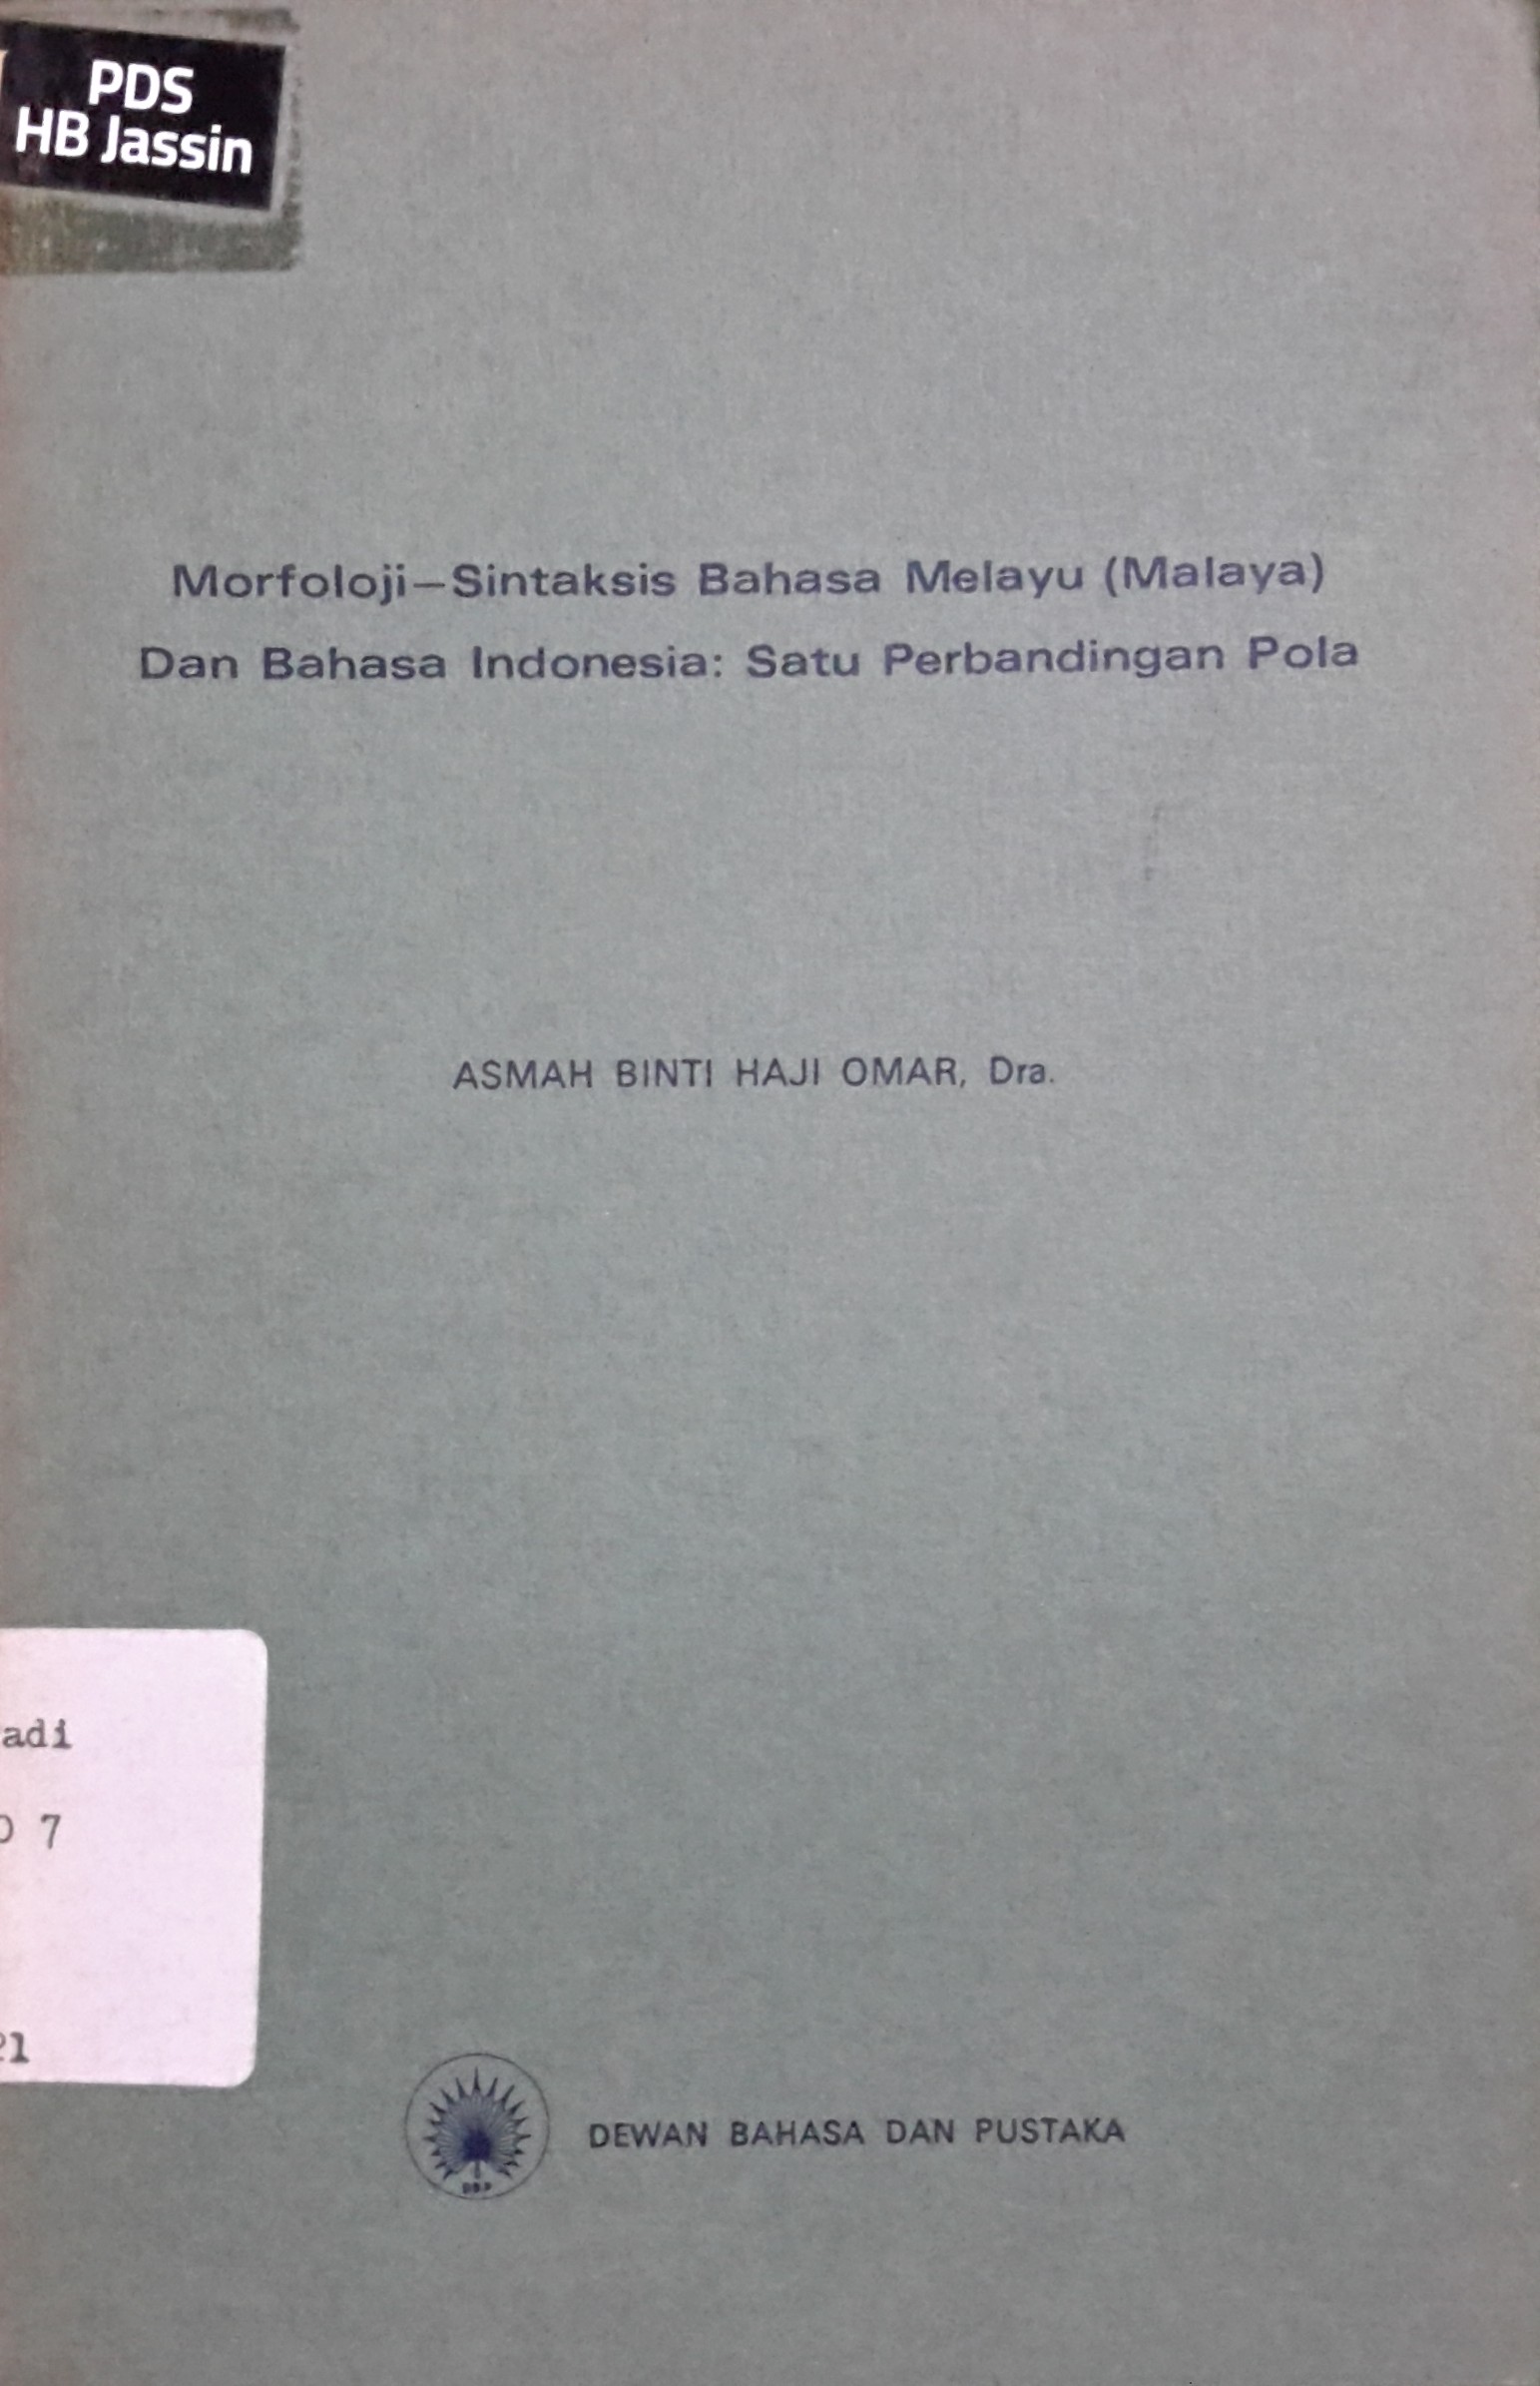 PDS
HB Jassin
Morfoloji—Sintaksis Bahasa Melayu (Malaya)
Dan Bahasa Indonesia: Satu Perbandingan Pola
ASMAH BINTI HAJI OMAR, Dra.
adi
7
DBP
DEWAN BAHASA DAN PUSTAKA